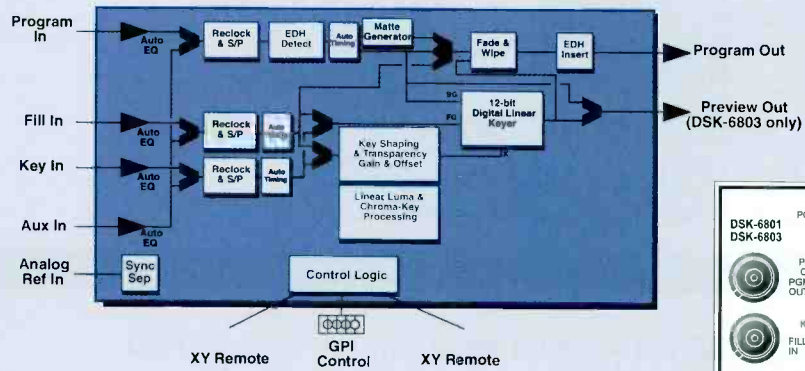 Program
In
Auto
EQ
Reclock
& S/P
EDH
Detect
Auto
Timing
Matte
Generator
Fade &
Wipe
EDH
Insert
Program Out
Fill In
Auto
EQ
Reclock
& S/P
Auto
BG
FG
12-bit
Digital Linear
Keyer
Preview Out
(DSK-6803 only)
Key In
Auto
EQ
Reclock
& S/P
Auto
Timing
Key Shaping
& Transparency
Gain & Offset
K
Linear Luma &
Chroma-Key
Processing
Aux In
Auto
EQ
Analog
Ref In
Sync
Sep
Control Logic
XY Remote
GPI
Control
XY Remote
DSK-6801
DSK-6803
FILL
IN